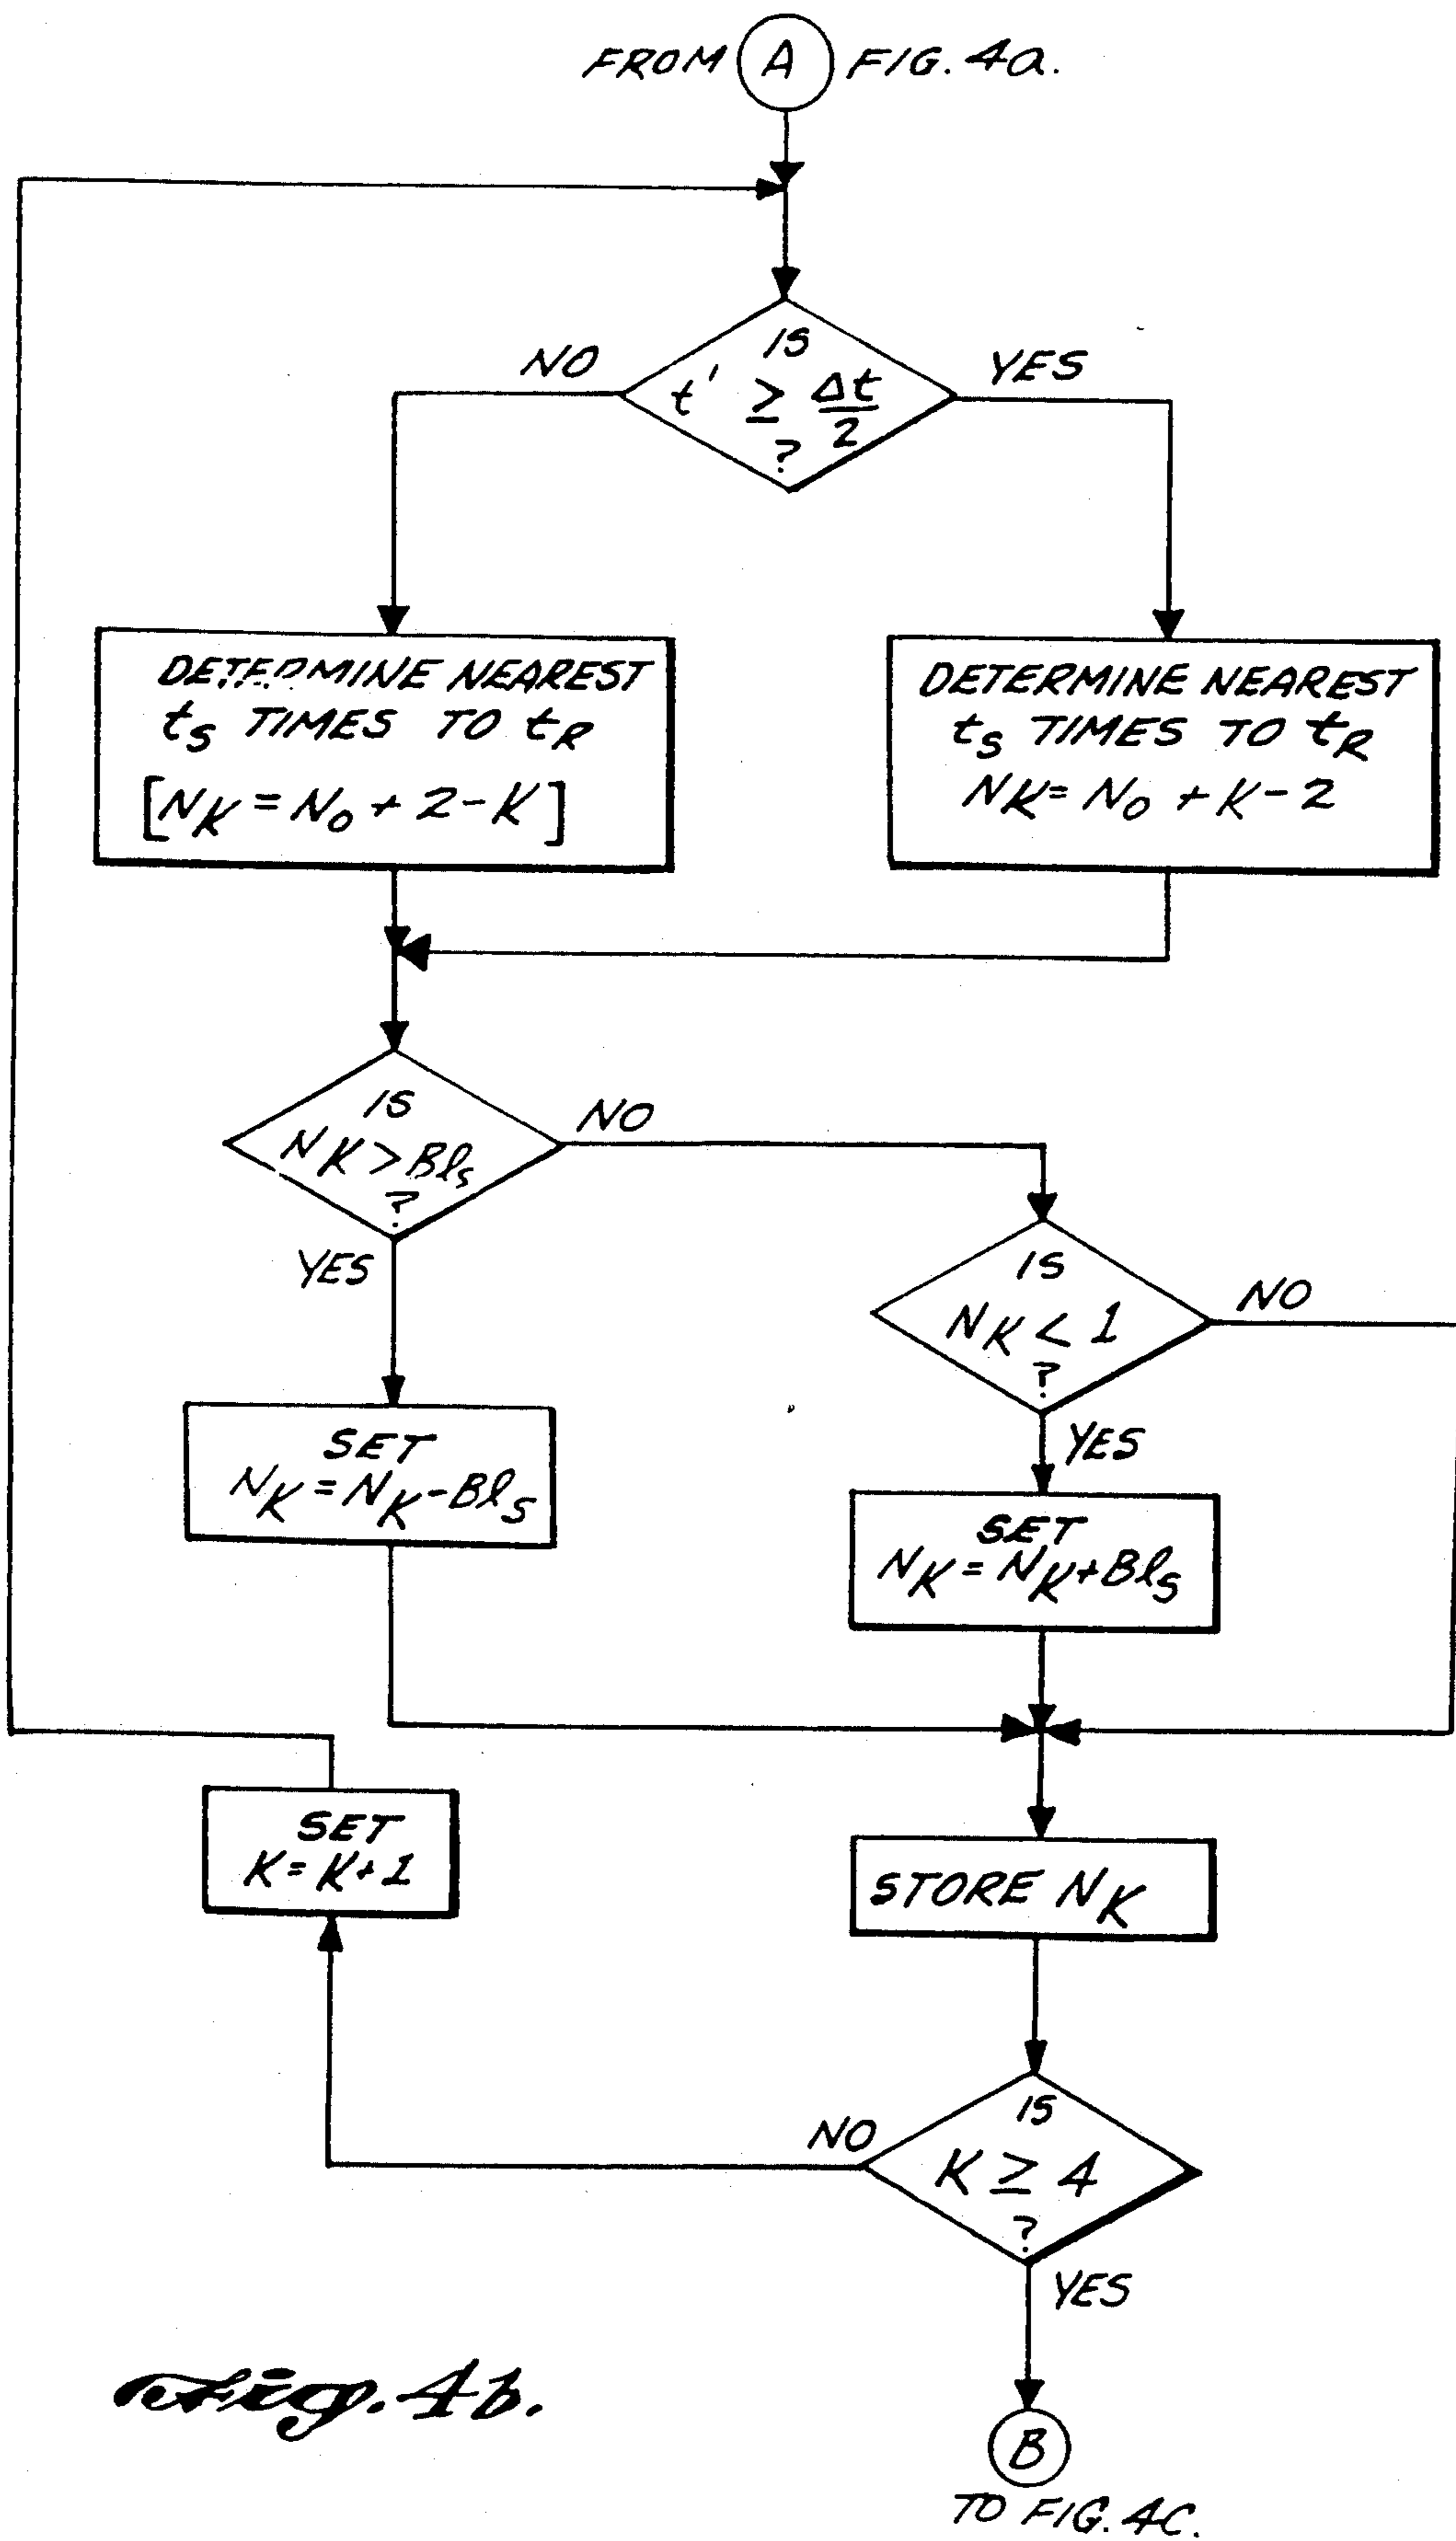 FROM A FIG. 4a.
IS
t' ≥ Δt/2
?
NO
YES
DETERMINE NEAREST
tS TIMES TO tR
[NK = No + 2 - K]
DETERMINE NEAREST
tS TIMES TO tR
NK = No + K - 2
IS
NK > BlS
?
NO
YES
IS
NK < 1
?
NO
YES
SET
NK = NK - BlS
SET
NK = NK + BlS
SET
K = K + 1
STORE NK
IS
K ≥ 4
?
NO
YES
Fig. 4b.
B
TO FIG. 4C.